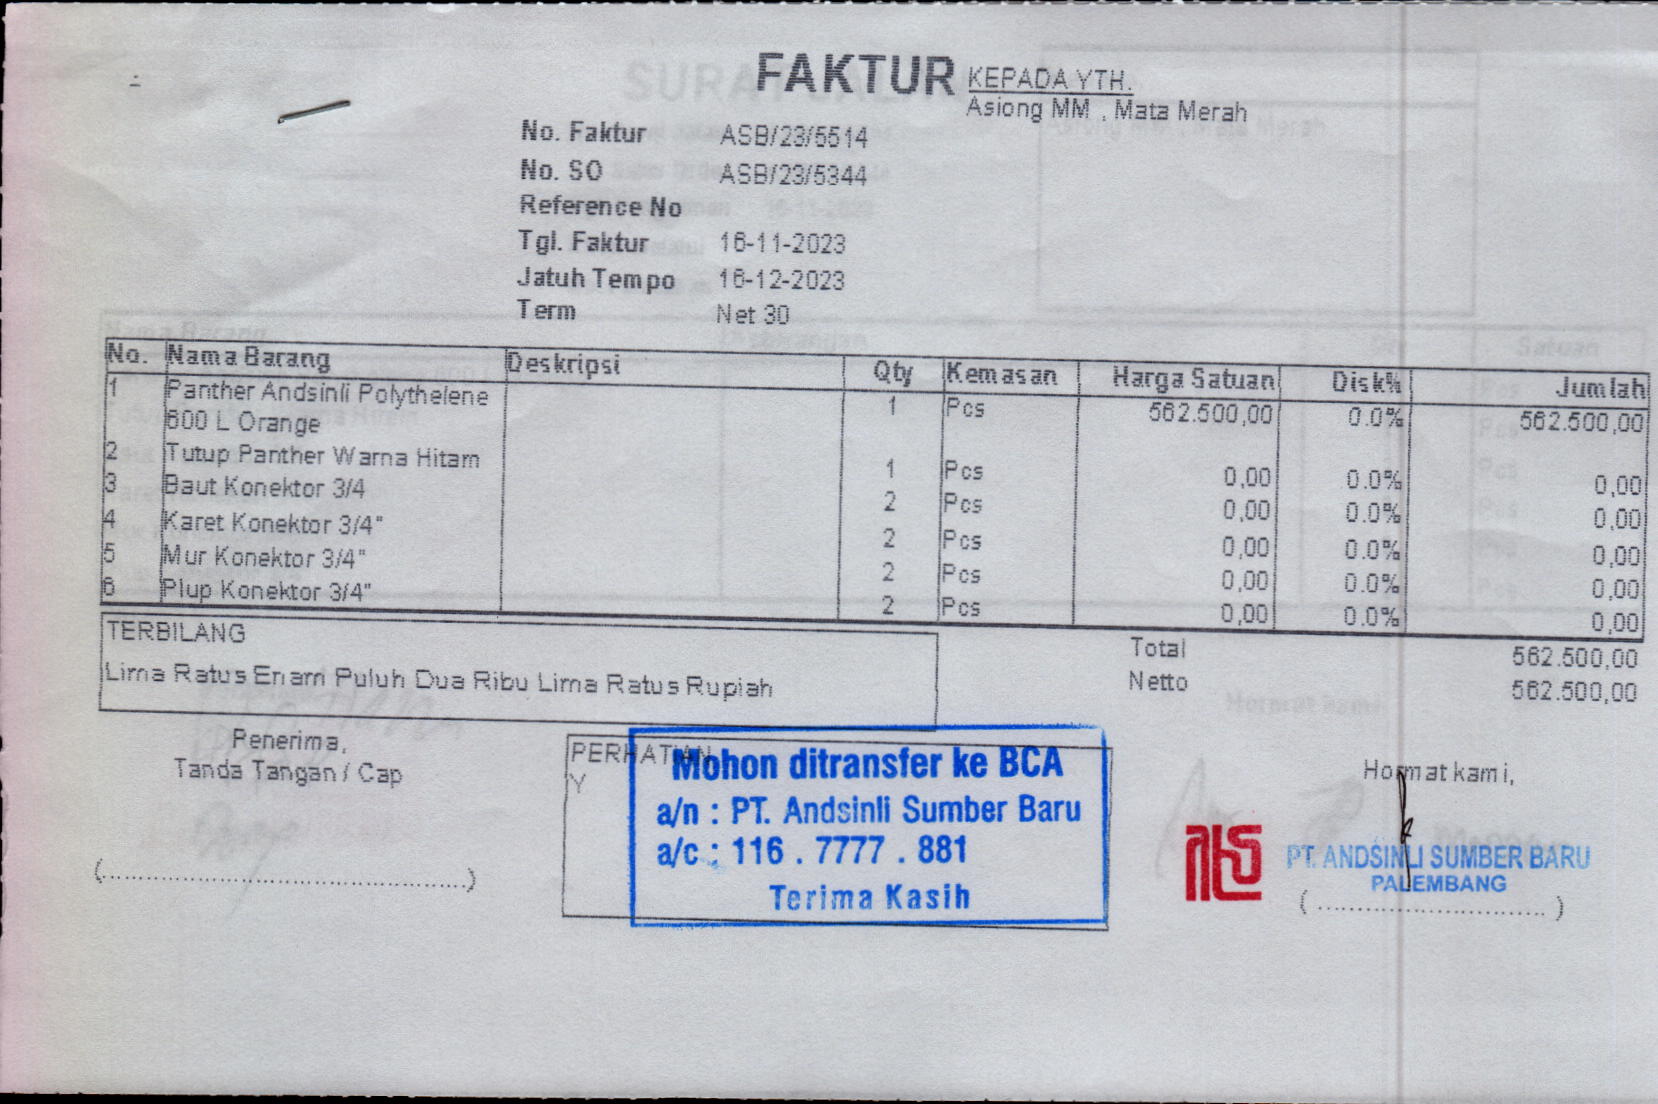 FAKTUR
KEPADA YTH.
Asiong MM , Mata Merah
No. Faktur ASB/23/5514
No. SO ASB/23/5344
Reference No
Tgl. Faktur 16-11-2023
Jatuh Tempo 16-12-2023
Term Net 30
No. Nama Barang Deskripsi Qty Kemasan Harga Satuan Disk% Jumlah
1 Panther Andsinli Polythelene 1 Pcs 562.500,00 0.0% 562.500,00
600 L Orange
2 Tutup Panther Warna Hitam 1 Pcs 0,00 0.0% 0,00
3 Baut Konektor 3/4 2 Pcs 0,00 0.0% 0,00
4 Karet Konektor 3/4" 2 Pcs 0,00 0.0% 0,00
5 Mur Konektor 3/4" 2 Pcs 0,00 0.0% 0,00
6 Plup Konektor 3/4" 2 Pcs 0,00 0.0% 0,00
TERBILANG
Lima Ratus Enam Puluh Dua Ribu Lima Ratus Rupiah
Total 562.500,00
Netto 562.500,00
Penerima,
Tanda Tangan / Cap
(................................................)
PERHATIAN
Y
Mohon ditransfer ke BCA
a/n : PT. Andsinli Sumber Baru
a/c : 116 . 7777 . 881
Terima Kasih
Hormat kami,
PT. ANDSINLI SUMBER BARU
PALEMBANG
( .............................. )